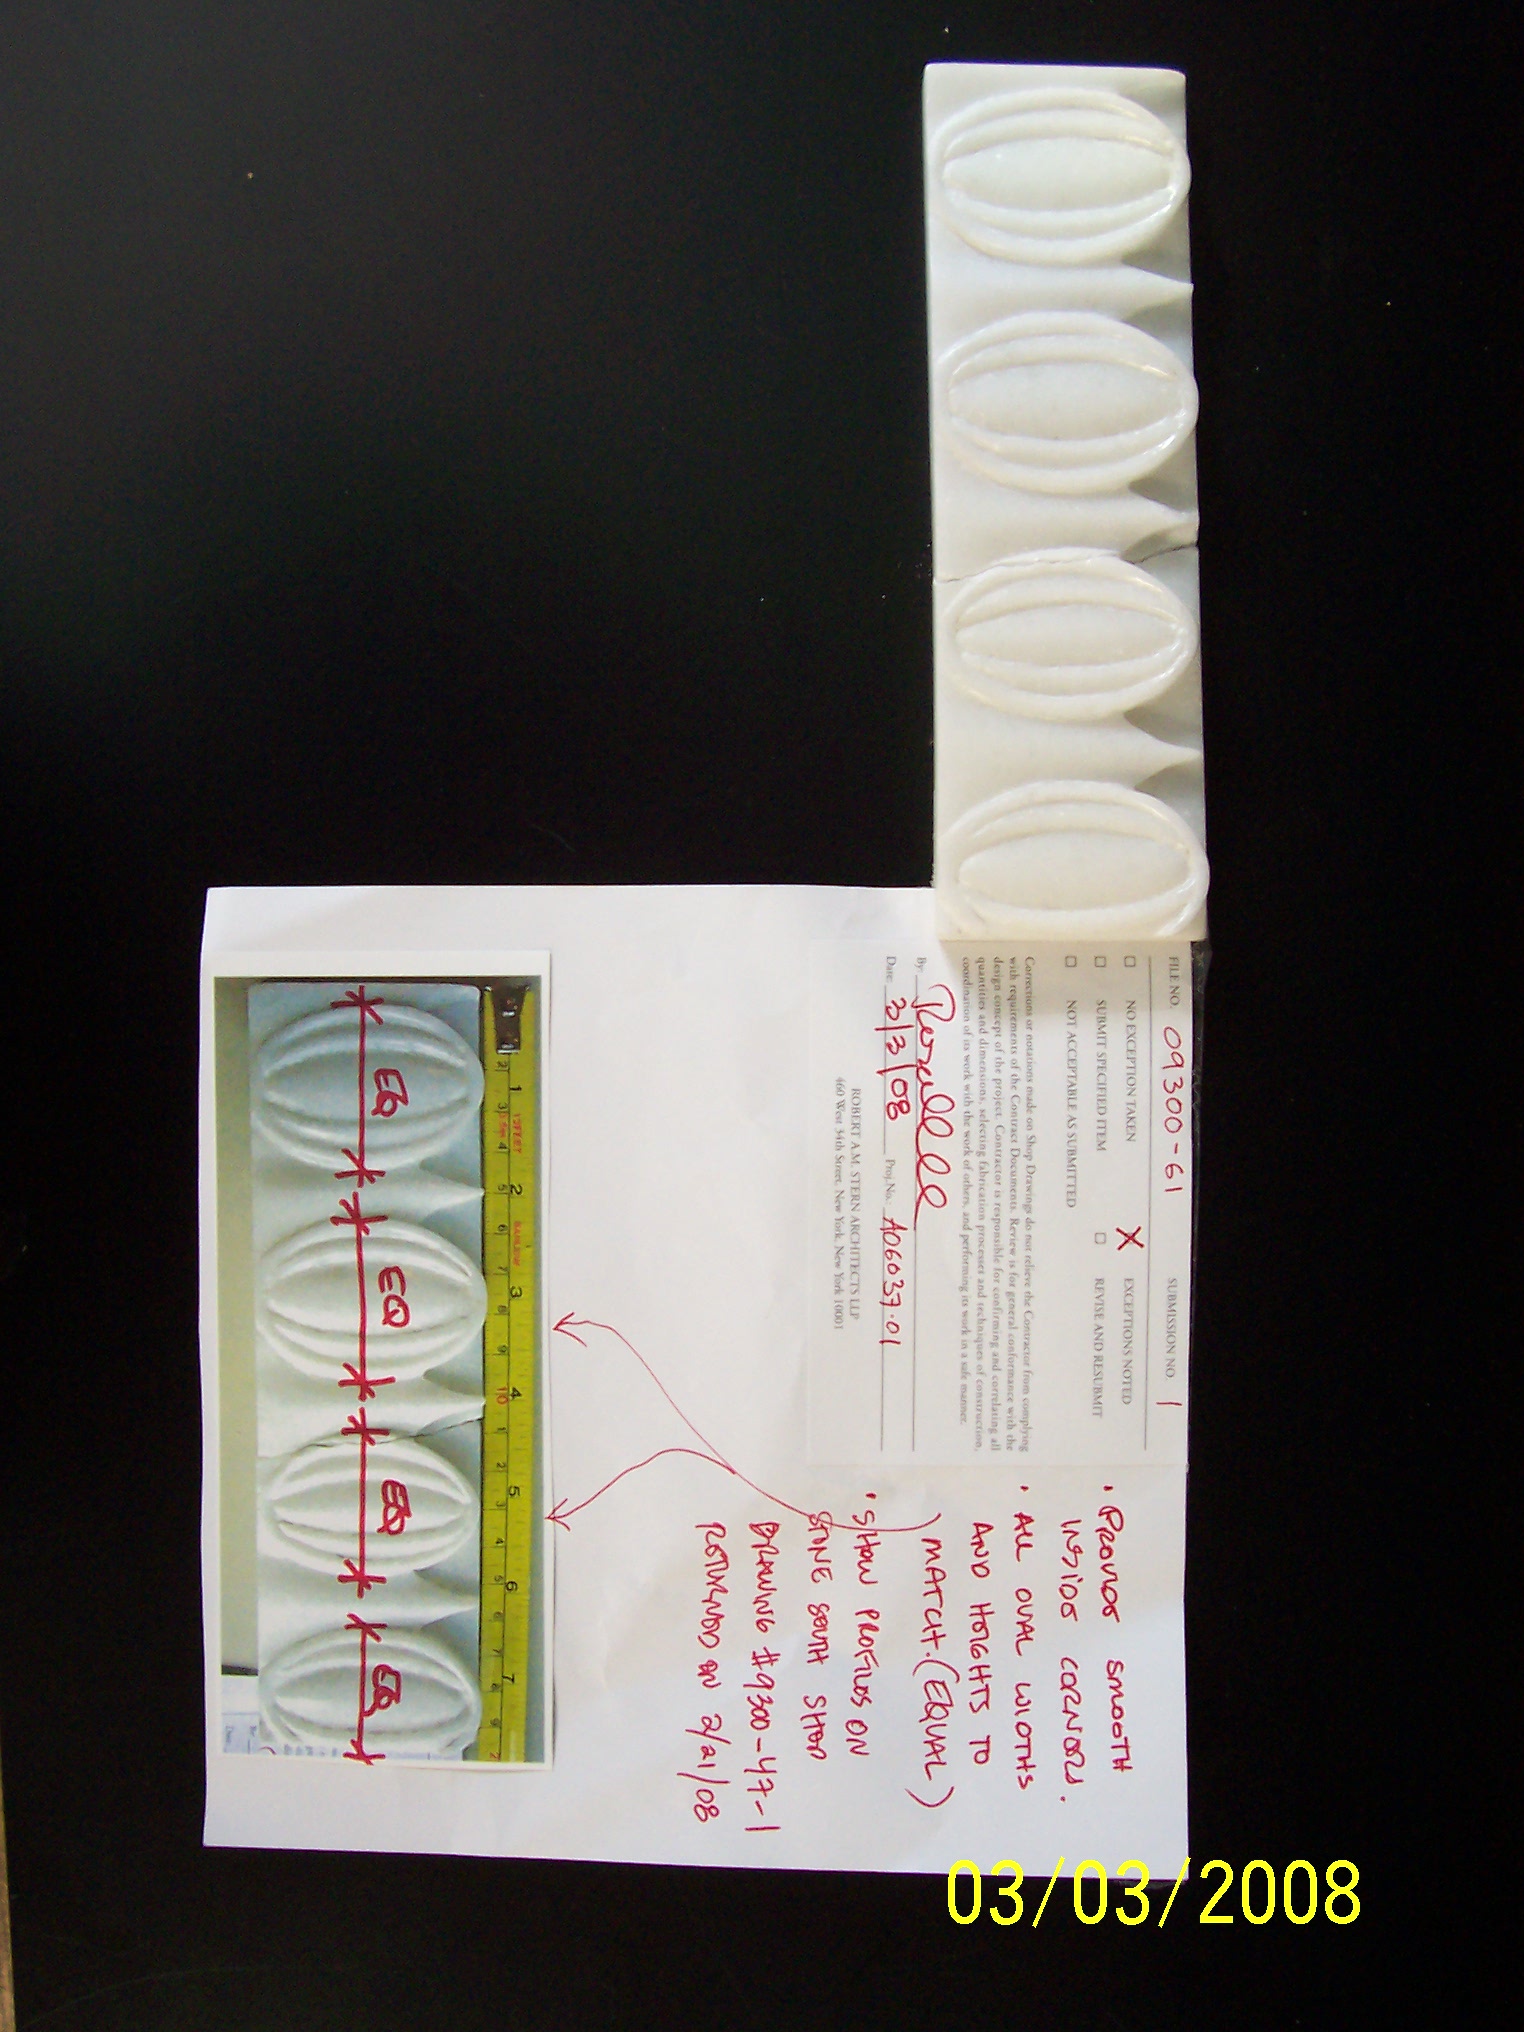 FILE NO. 09300-61 SUBMISSION NO. 1
☐ NO EXCEPTION TAKEN X EXCEPTIONS NOTED
☐ SUBMIT SPECIFIED ITEM ☐ REVISE AND RESUBMIT
☐ NOT ACCEPTABLE AS SUBMITTED
Corrections or notations made on Shop Drawings do not relieve the Contractor from complying
with requirements of the Contract Documents. Review is for general conformance with the
design concept of the project. Contractor is responsible for confirming and correlating all
quantities and dimensions, selecting fabrication processes and techniques of construction,
coordination of its work with the work of others, and performing its work in a safe manner.
By:
Date: 3/3/08 Proj.No. A06037.01
ROBERT A.M. STERN ARCHITECTS LLP
460 West 34th Street, New York, New York 10001
• PROVIDE SMOOTH
INSIDE CORNERS.
• ALL OVAL WIDTHS
AND HEIGHTS TO
MATCH. (EQUAL)
• SHOW PROFILES ON
STONE SOUTH SHOP
DRAWING #9300-47-1
RETURNED ON 2/21/08
1 2 3 4 5 6 7
2 3 4 5 6 7 8 9 10 1 2 3 4 5 6 7 8 9
EQ EQ EQ EQ
03/03/2008